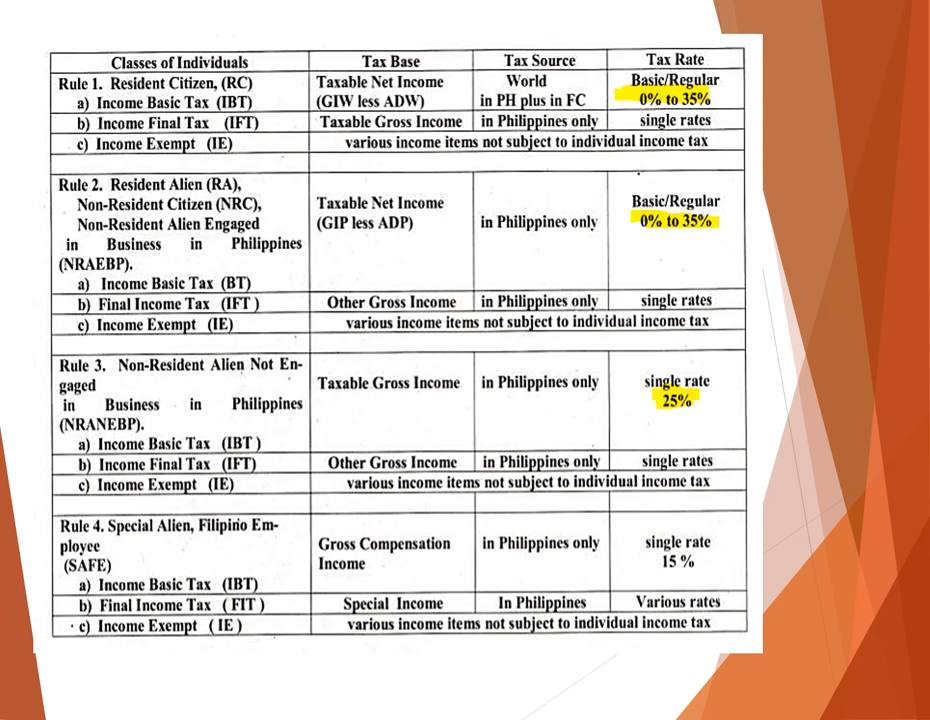 Classes of Individuals Tax Base Tax Source Tax Rate
Rule 1. Resident Citizen, (RC) Taxable Net Income World Basic/Regular
a) Income Basic Tax (IBT) (GIW less ADW) in PH plus in FC 0% to 35%
b) Income Final Tax (IFT) Taxable Gross Income in Philippines only single rates
c) Income Exempt (IE) various income items not subject to individual income tax
Rule 2. Resident Alien (RA),
Non-Resident Citizen (NRC), Taxable Net Income Basic/Regular
Non-Resident Alien Engaged (GIP less ADP) in Philippines only 0% to 35%
in Business in Philippines
(NRAEBP).
a) Income Basic Tax (BT)
b) Final Income Tax (IFT ) Other Gross Income in Philippines only single rates
c) Income Exempt (IE) various income items not subject to individual income tax
Rule 3. Non-Resident Alien Not En-
gaged Taxable Gross Income in Philippines only single rate
in Business in Philippines 25%
(NRANEBP).
a) Income Basic Tax (IBT )
b) Income Final Tax (IFT) Other Gross Income in Philippines only single rates
c) Income Exempt (IE) various income items not subject to individual income tax
Rule 4. Special Alien, Filipino Em-
ployee Gross Compensation in Philippines only single rate
(SAFE) Income 15 %
a) Income Basic Tax (IBT)
b) Final Income Tax ( FIT ) Special Income In Philippines Various rates
c) Income Exempt ( IE ) various income items not subject to individual income tax